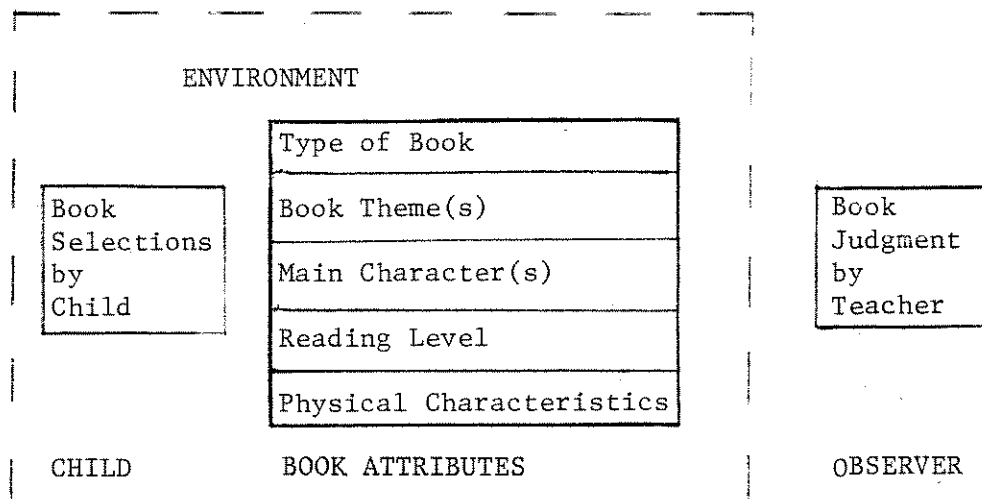 ENVIRONMENT
Book
Selections
by
Child
Type of Book
Book Theme(s)
Main Character(s)
Reading Level
Physical Characteristics
Book
Judgment
by
Teacher
CHILD
BOOK ATTRIBUTES
OBSERVER